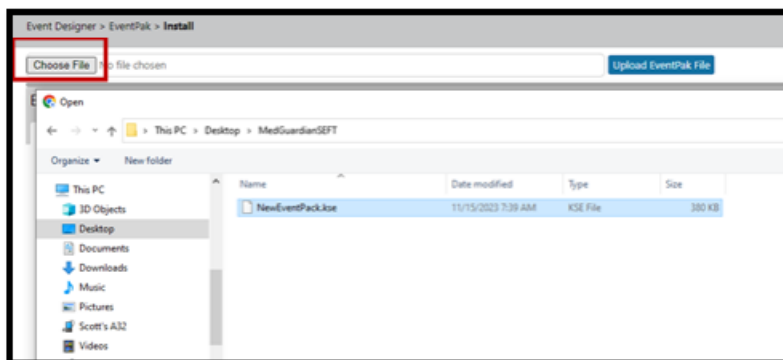 Event Designer > EventPak > Install
Choose File No file chosen Upload EventPak File
Open
This PC > Desktop > MedGuardianSEFT
Organize New folder
Name Date modified Type Size
NewEventPack.kse 11/15/2023 7:39 AM KSE File 380 KB
This PC
3D Objects
Desktop
Documents
Downloads
Music
Pictures
Scott's A32
Videos